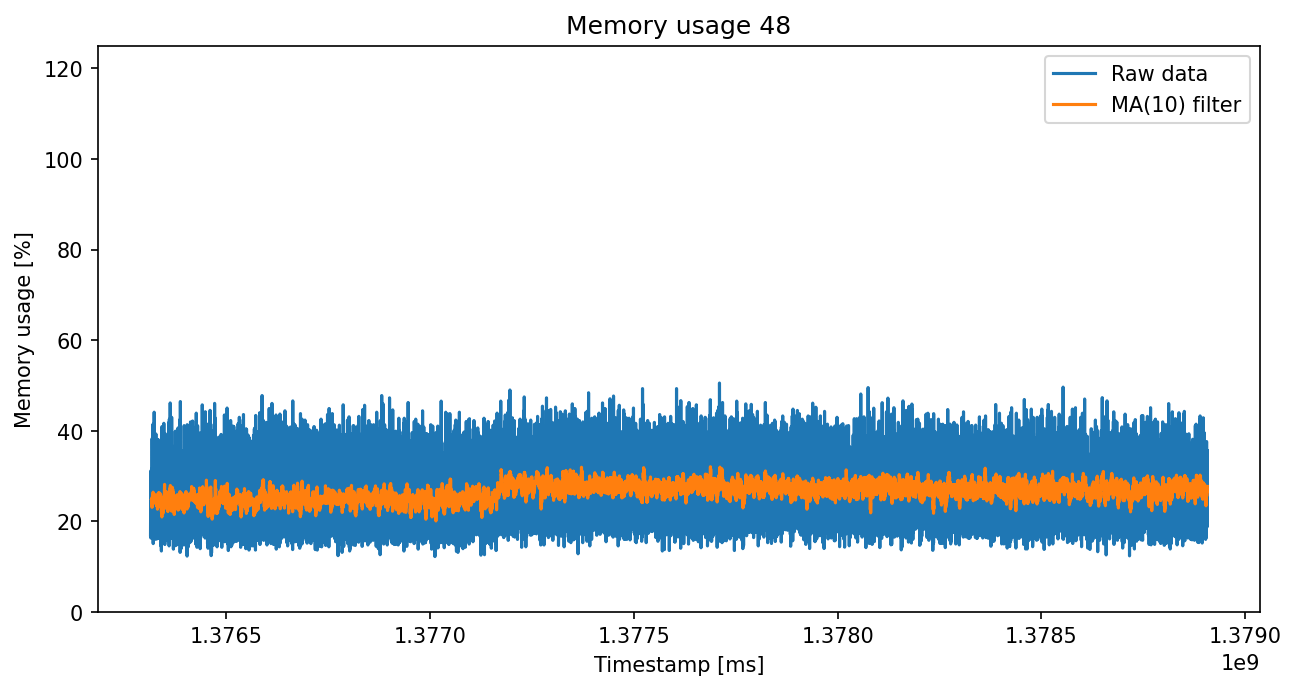 Memory usage 48
Raw data
MA(10) filter
Memory usage [%]
120
100
80
60
40
20
0
1.3765 1.3770 1.3775 1.3780 1.3785 1.3790
1e9
Timestamp [ms]